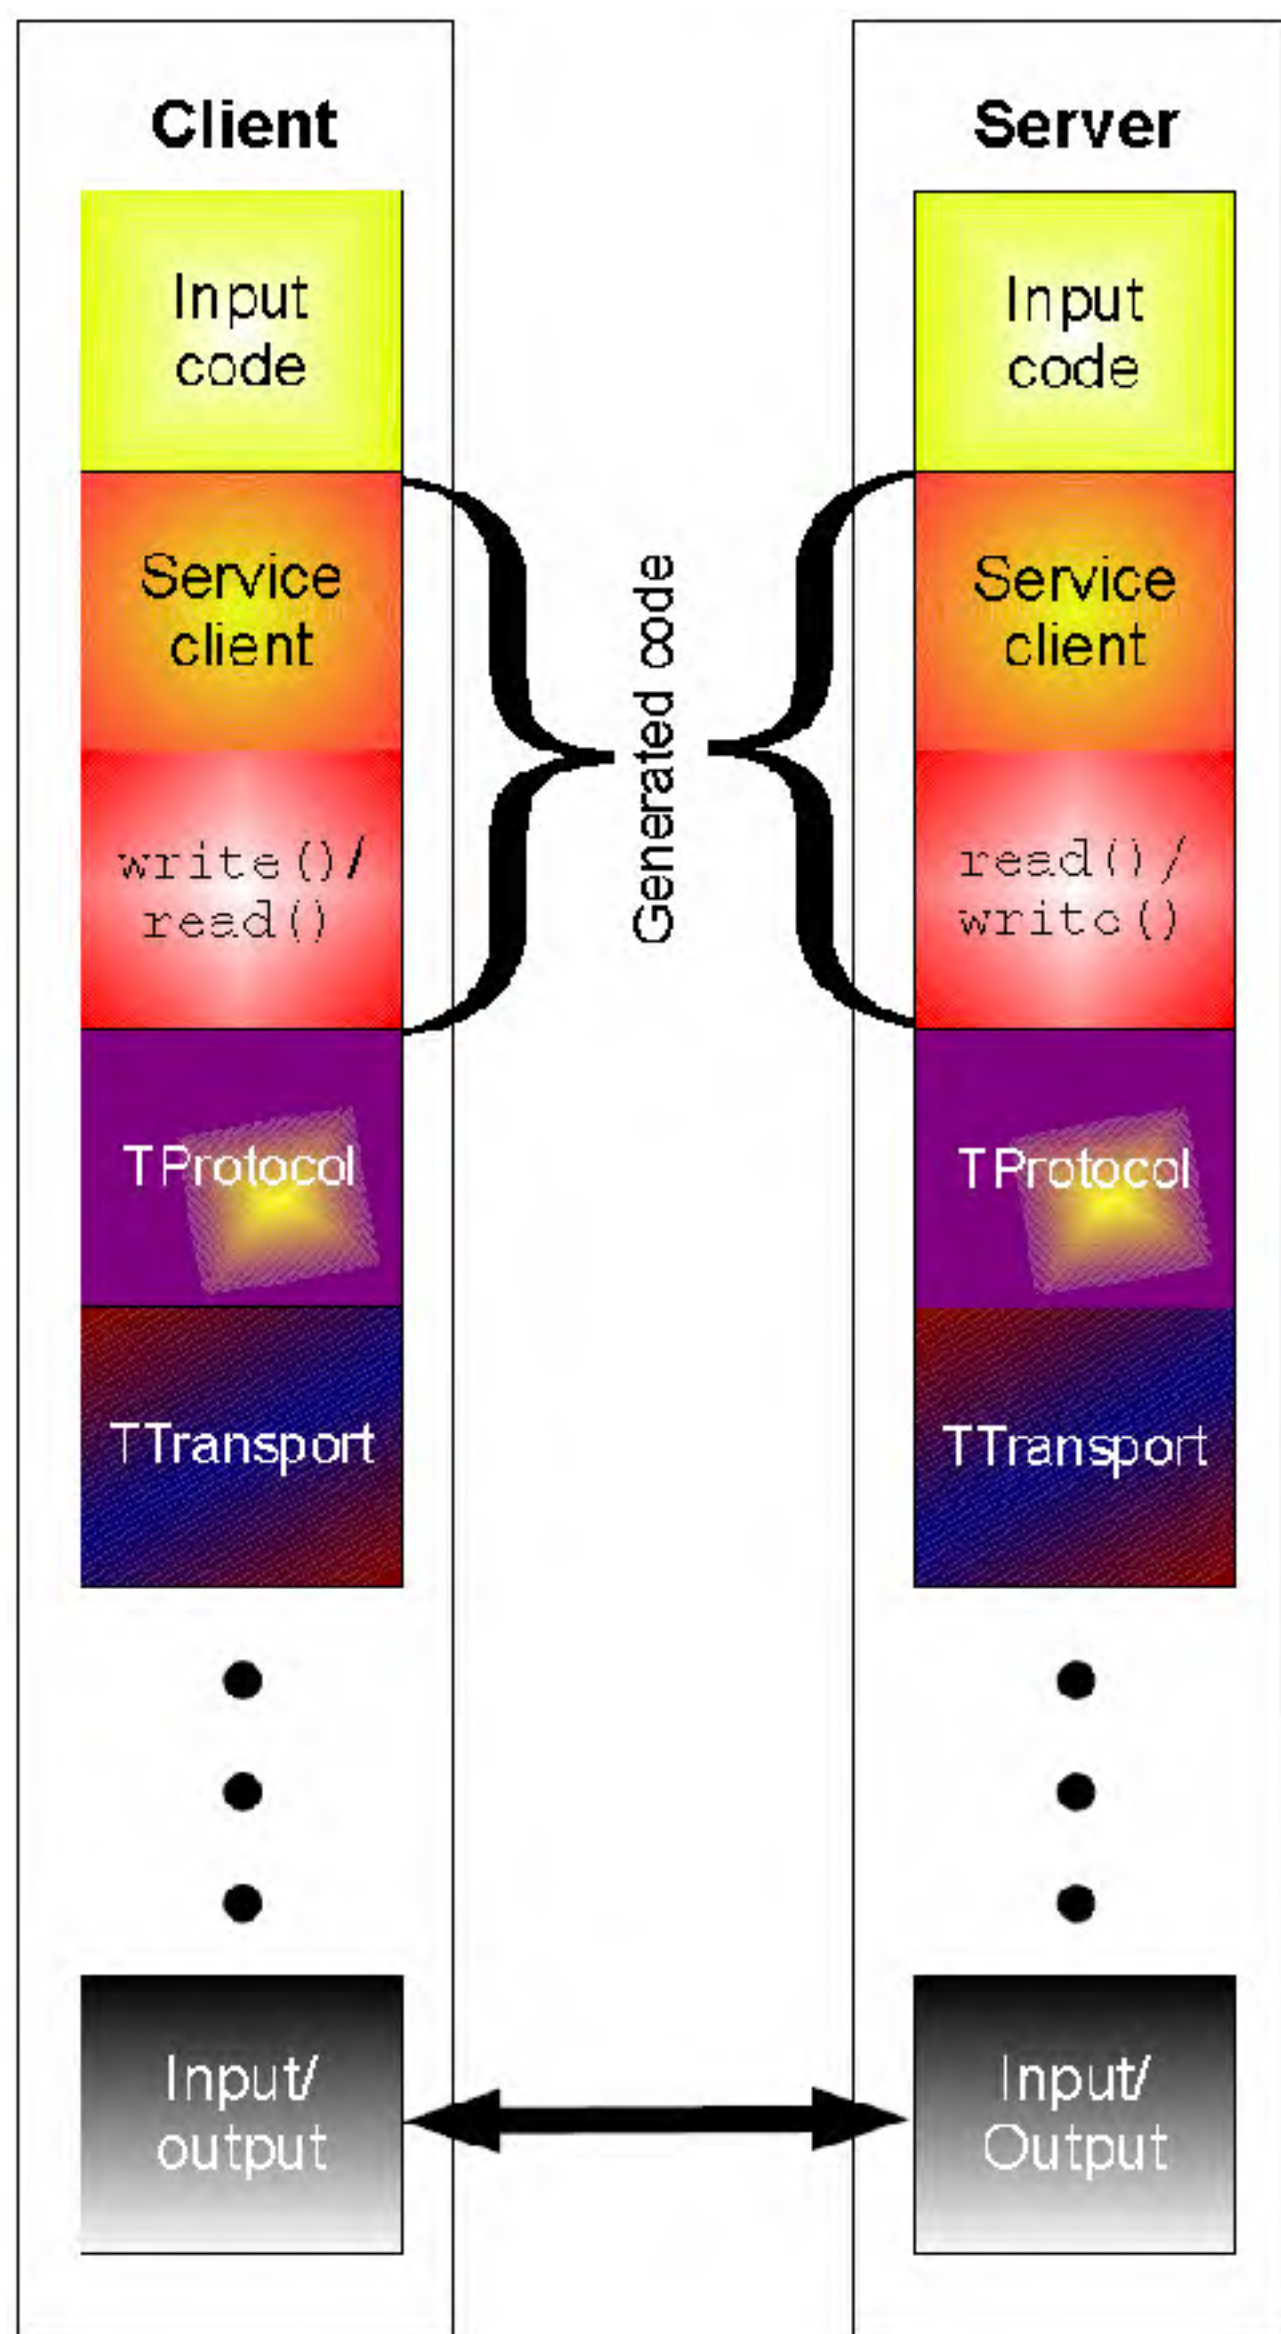 Client
Input
code
Service
client
write()/
read()
TProtocol
TTransport
Input/
output
Generated code
Server
Input
code
Service
client
read()/
write()
TProtocol
TTransport
Input/
Output